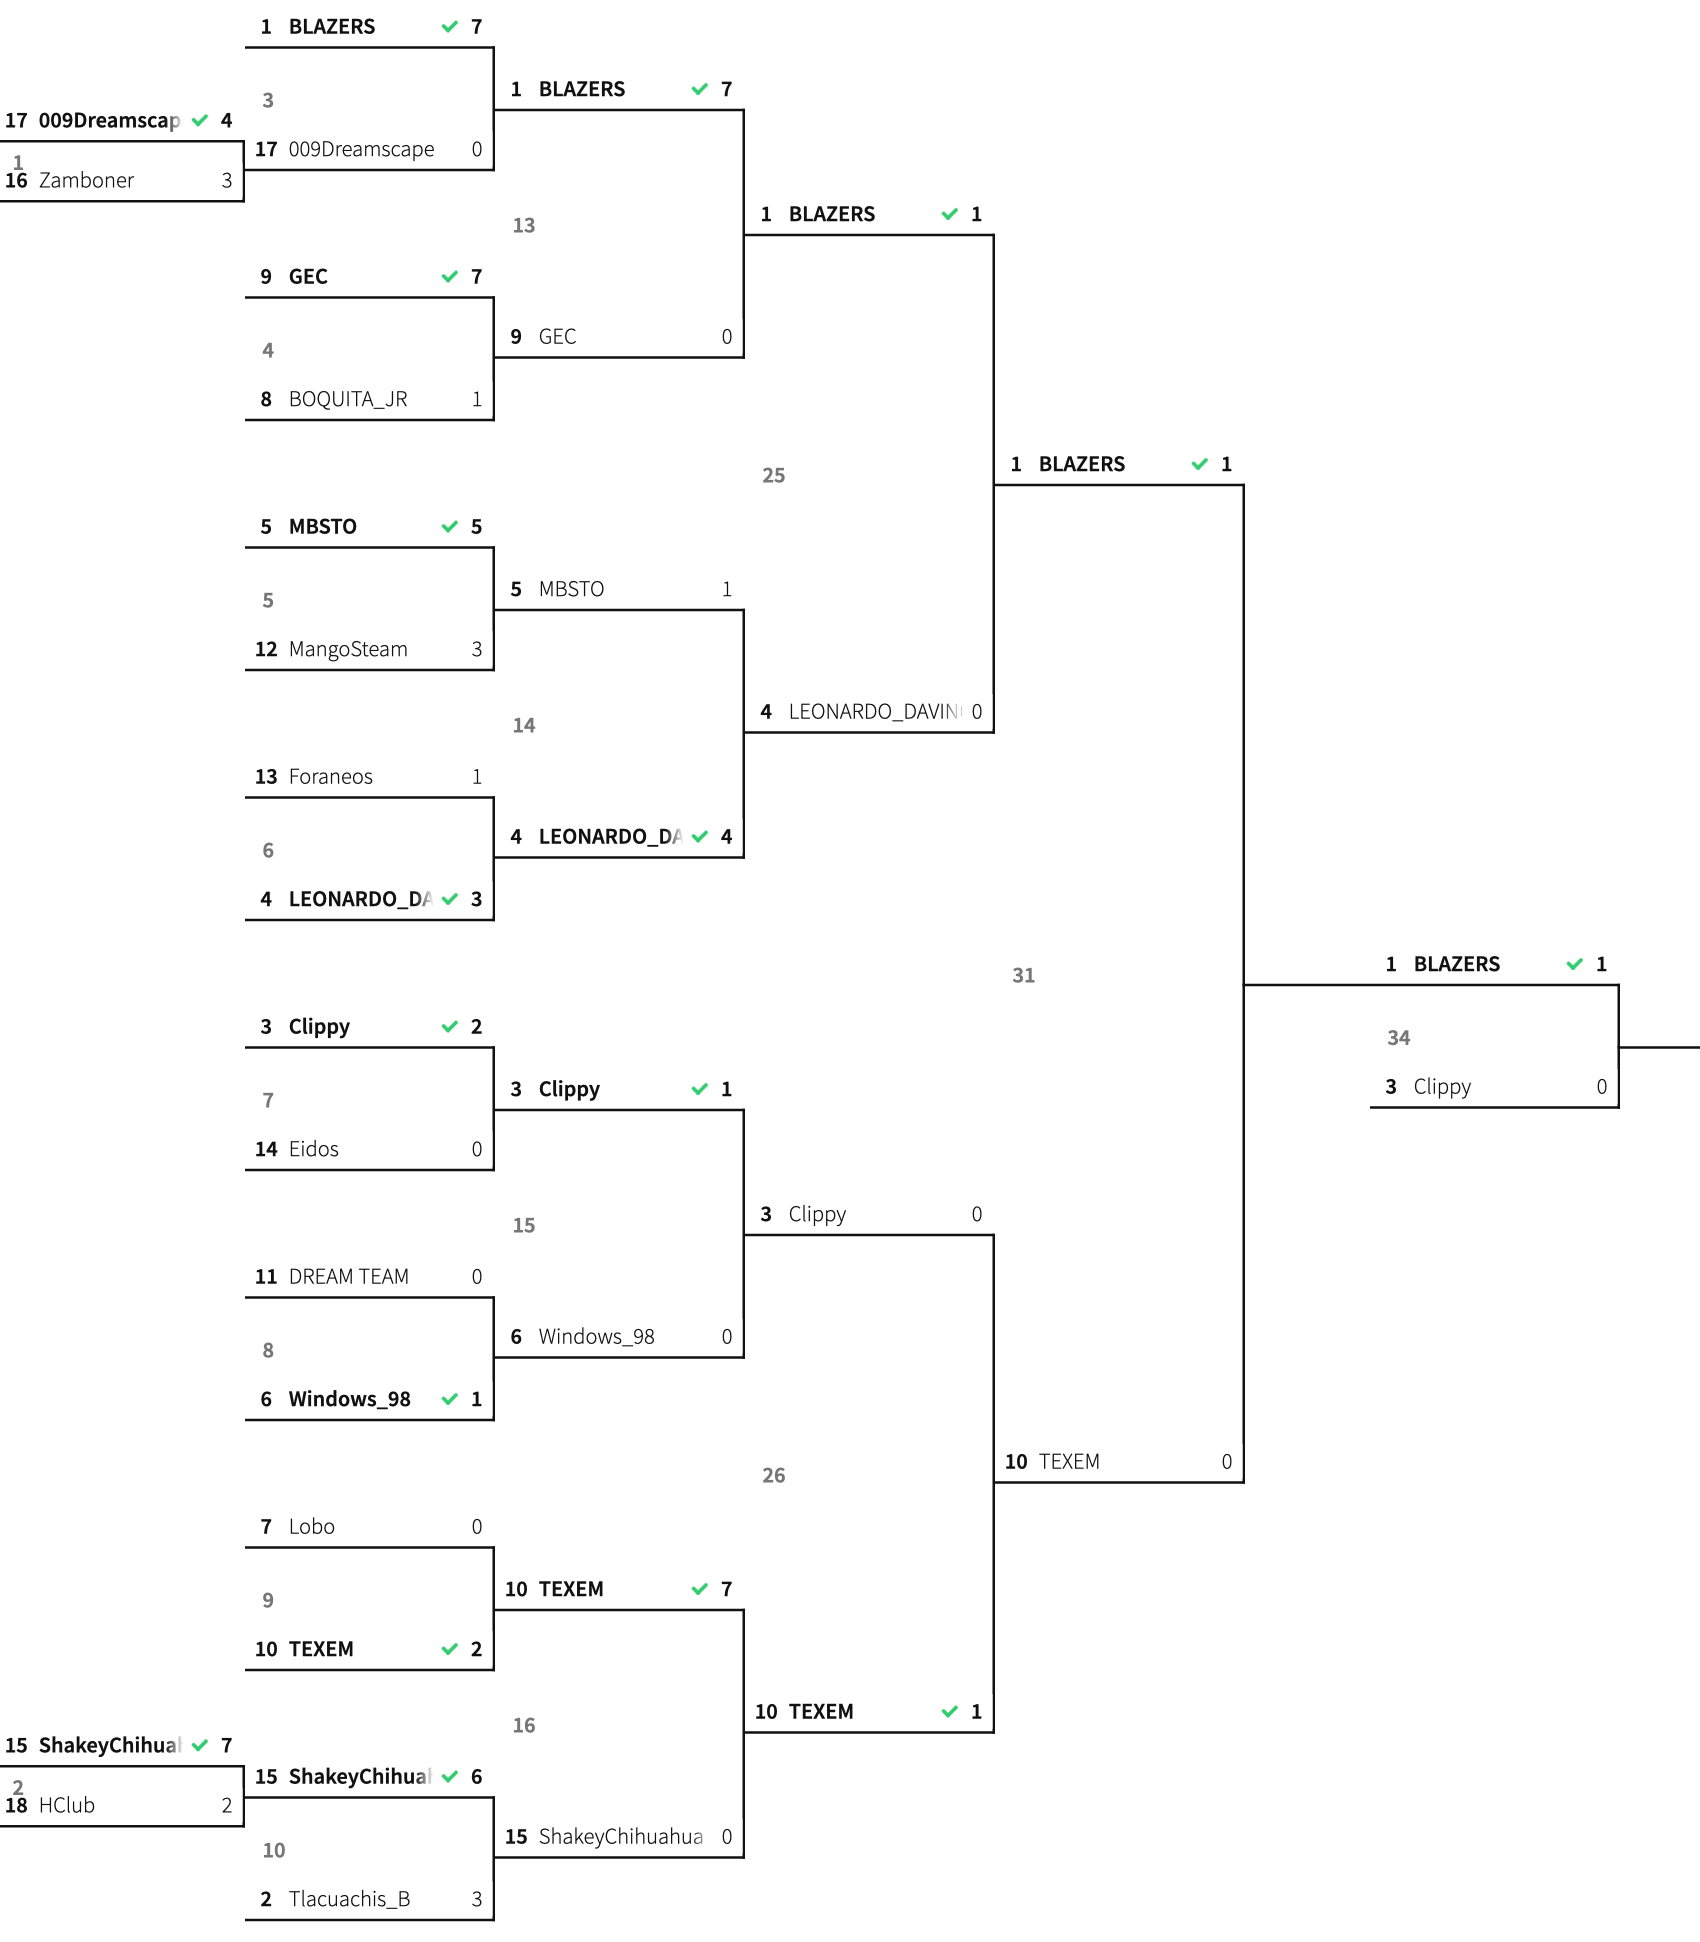 1 BLAZERS 7
3
17 009Dreamscape 0
17 009Dreamscap 4
1
16 Zamboner 3
9 GEC 7
4
8 BOQUITA_JR 1
5 MBSTO 5
5
12 MangoSteam 3
13 Foraneos 1
6
4 LEONARDO_DA 3
3 Clippy 2
7
14 Eidos 0
11 DREAM TEAM 0
8
6 Windows_98 1
7 Lobo 0
9
10 TEXEM 2
15 ShakeyChihua 7
2
18 HClub 2
15 ShakeyChihua 6
10
2 Tlacuachis_B 3
1 BLAZERS 7
13
9 GEC 0
5 MBSTO 1
14
4 LEONARDO_DA 4
3 Clippy 1
15
6 Windows_98 0
10 TEXEM 7
16
15 ShakeyChihuahua 0
1 BLAZERS 1
25
4 LEONARDO_DAVIN 0
3 Clippy 0
26
10 TEXEM 1
1 BLAZERS 1
31
10 TEXEM 0
1 BLAZERS 1
34
3 Clippy 0